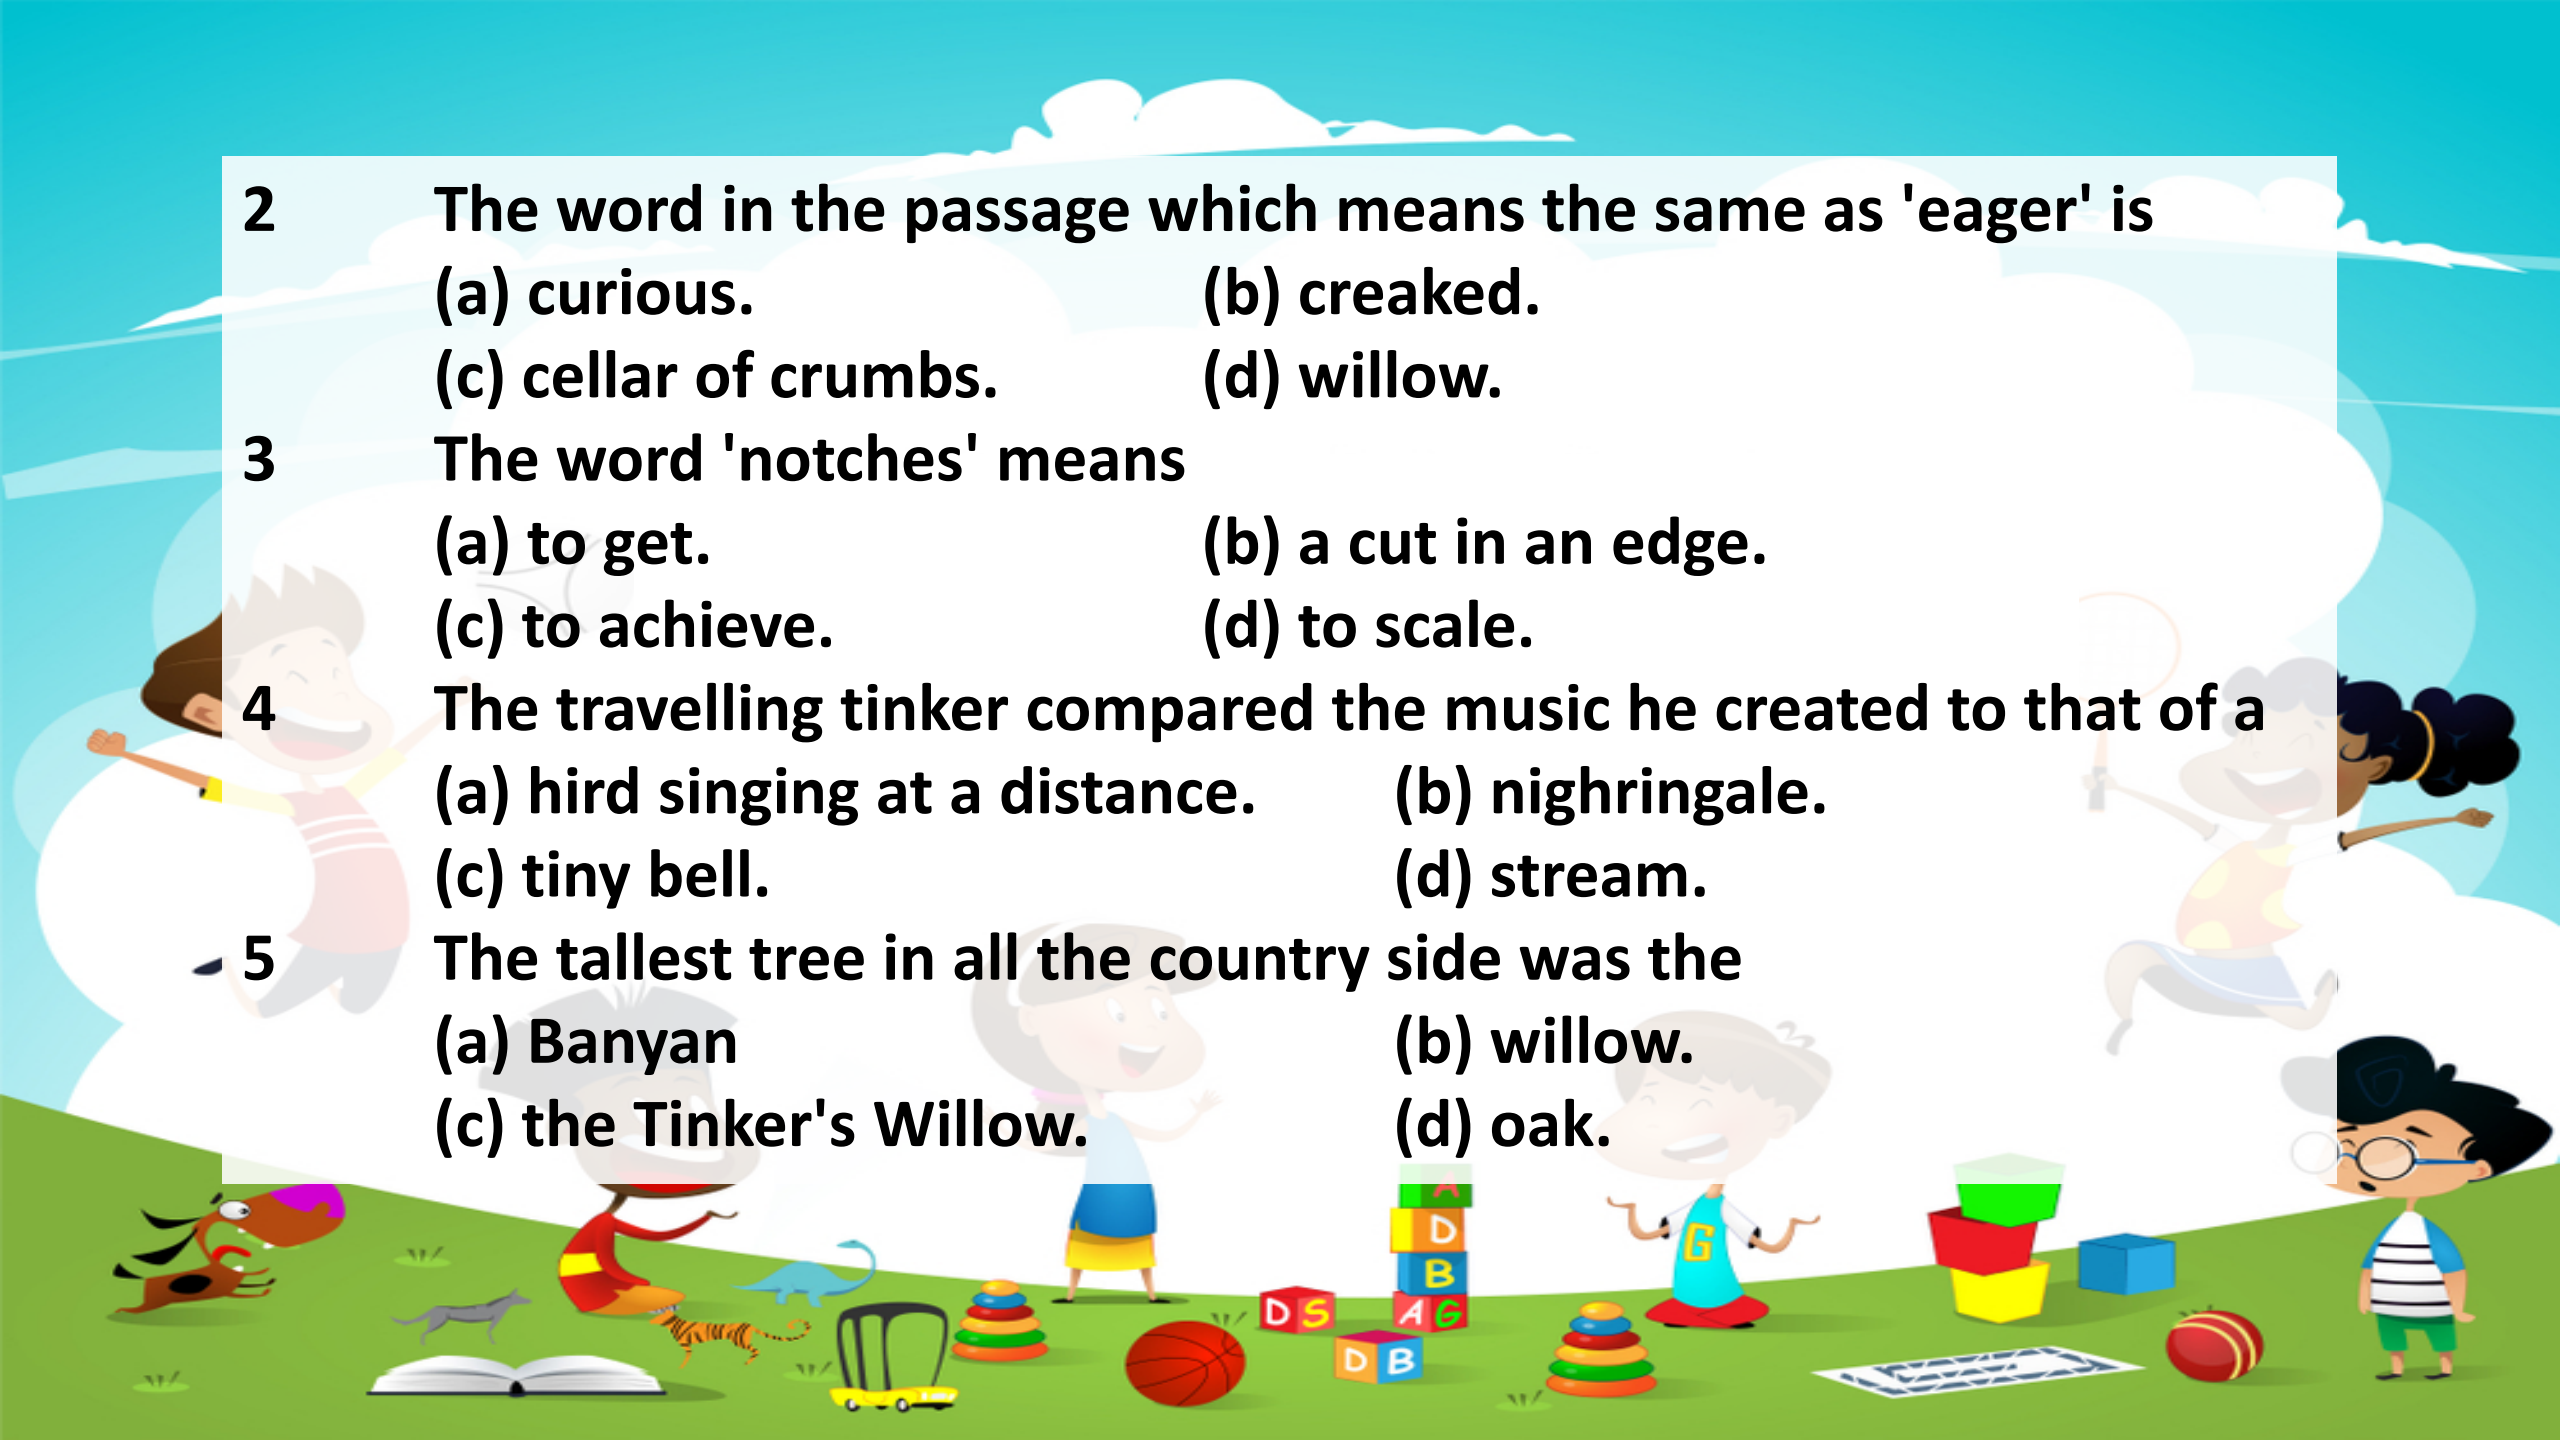 2 The word in the passage which means the same as 'eager' is
(a) curious. (b) creaked.
(c) cellar of crumbs. (d) willow.
3 The word 'notches' means
(a) to get. (b) a cut in an edge.
(c) to achieve. (d) to scale.
4 The travelling tinker compared the music he created to that of a
(a) hird singing at a distance. (b) nighringale.
(c) tiny bell. (d) stream.
5 The tallest tree in all the country side was the
(a) Banyan (b) willow.
(c) the Tinker's Willow. (d) oak.
A
D
G
B
D S A G
D B